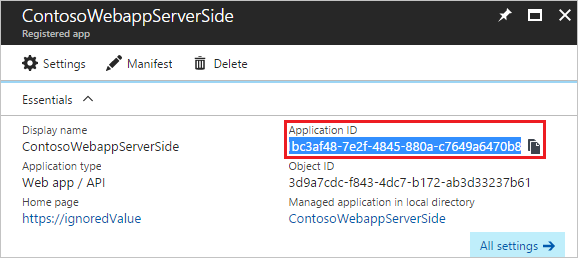 ContosoWebappServerSide
Registered app
Settings Manifest Delete
Essentials
Display name
ContosoWebappServerSide
Application type
Web app / API
Home page
https://ignoredValue
Application ID
bc3af48-7e2f-4845-880a-c7649a6470b8
Object ID
3d9a7cdc-f843-4dc7-b172-ab3d33237b61
Managed application in local directory
ContosoWebappServerSide
All settings